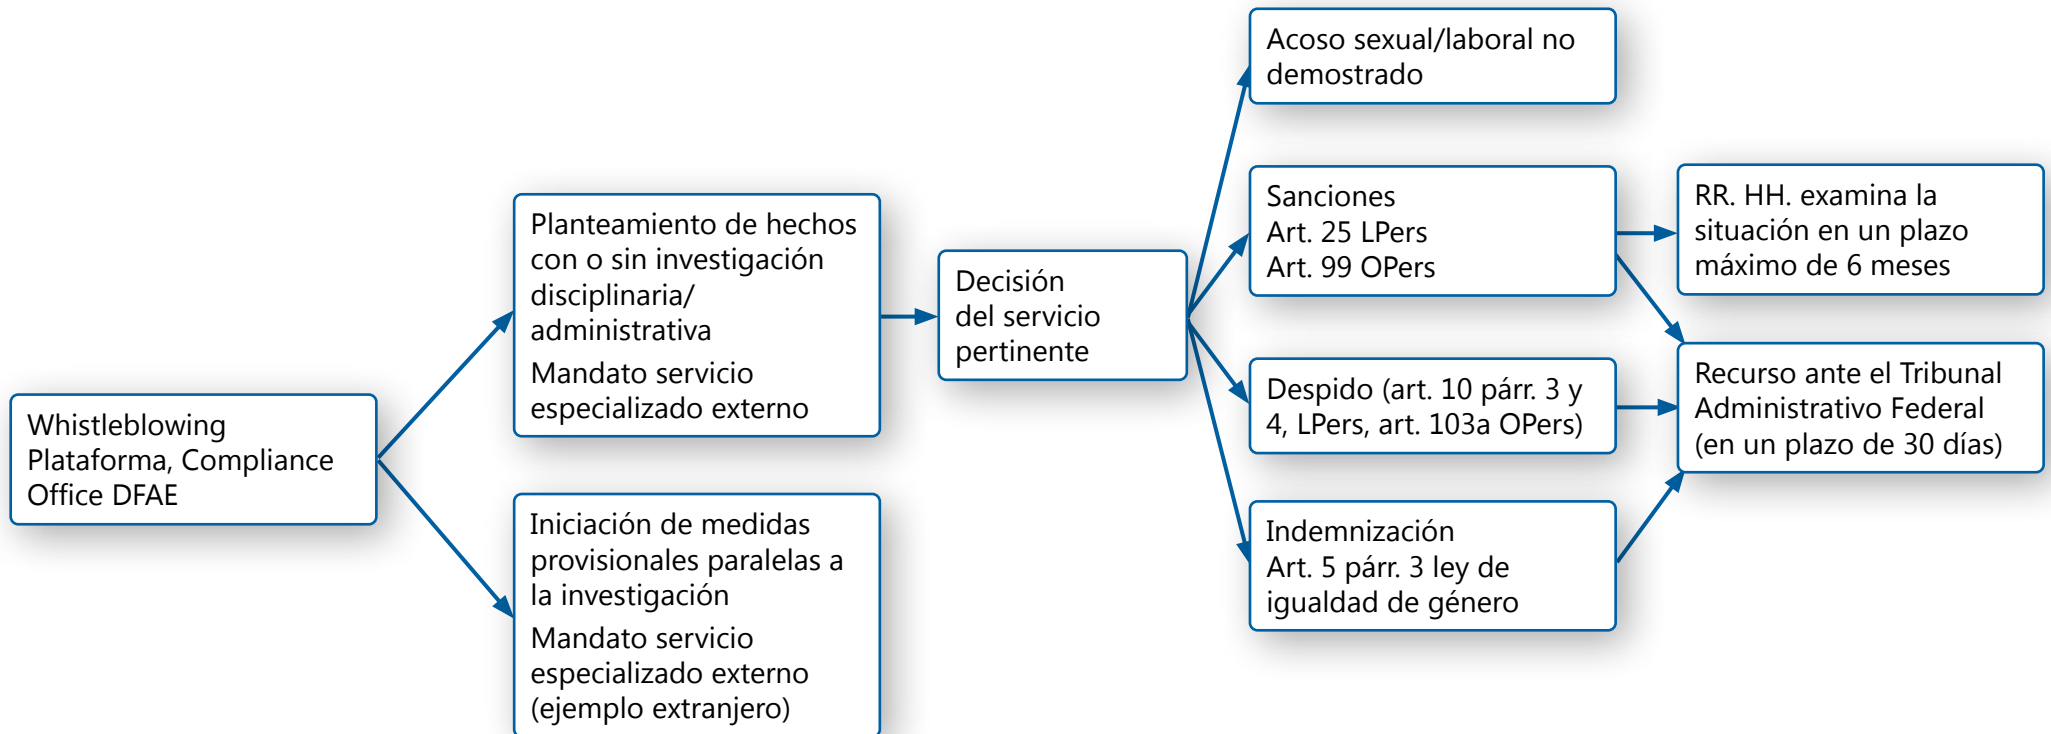 Whistleblowing
Plataforma, Compliance
Office DFAE
Planteamiento de hechos
con o sin investigación
disciplinaria/
administrativa
Mandato servicio
especializado externo
Iniciación de medidas
provisionales paralelas a
la investigación
Mandato servicio
especializado externo
(ejemplo extranjero)
Decisión
del servicio
pertinente
Acoso sexual/laboral no
demostrado
Sanciones
Art. 25 LPers
Art. 99 OPers
Despido (art. 10 párr. 3 y
4, LPers, art. 103a OPers)
Indemnización
Art. 5 párr. 3 ley de
igualdad de género
RR. HH. examina la
situación en un plazo
máximo de 6 meses
Recurso ante el Tribunal
Administrativo Federal
(en un plazo de 30 días)